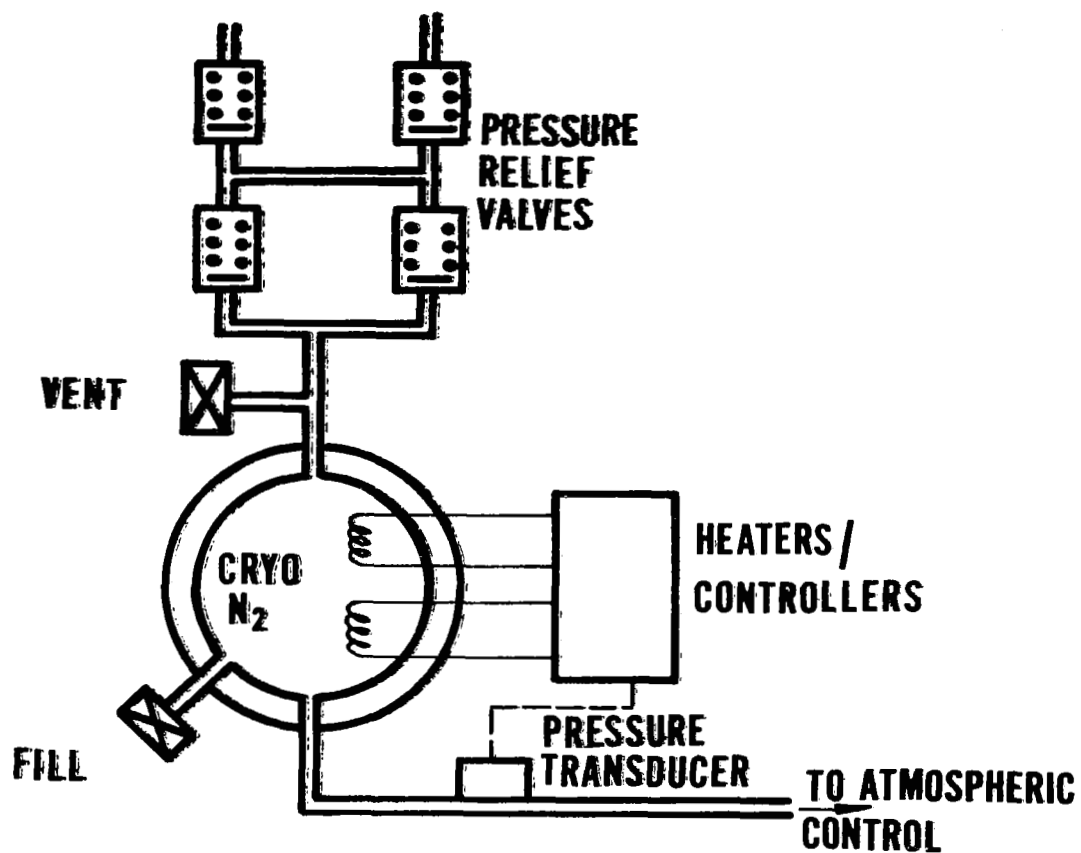 PRESSURE
RELIEF
VALVES
VENT
CRYO
N₂
HEATERS/
CONTROLLERS
FILL
PRESSURE
TRANSDUCER
TO ATMOSPHERIC
CONTROL